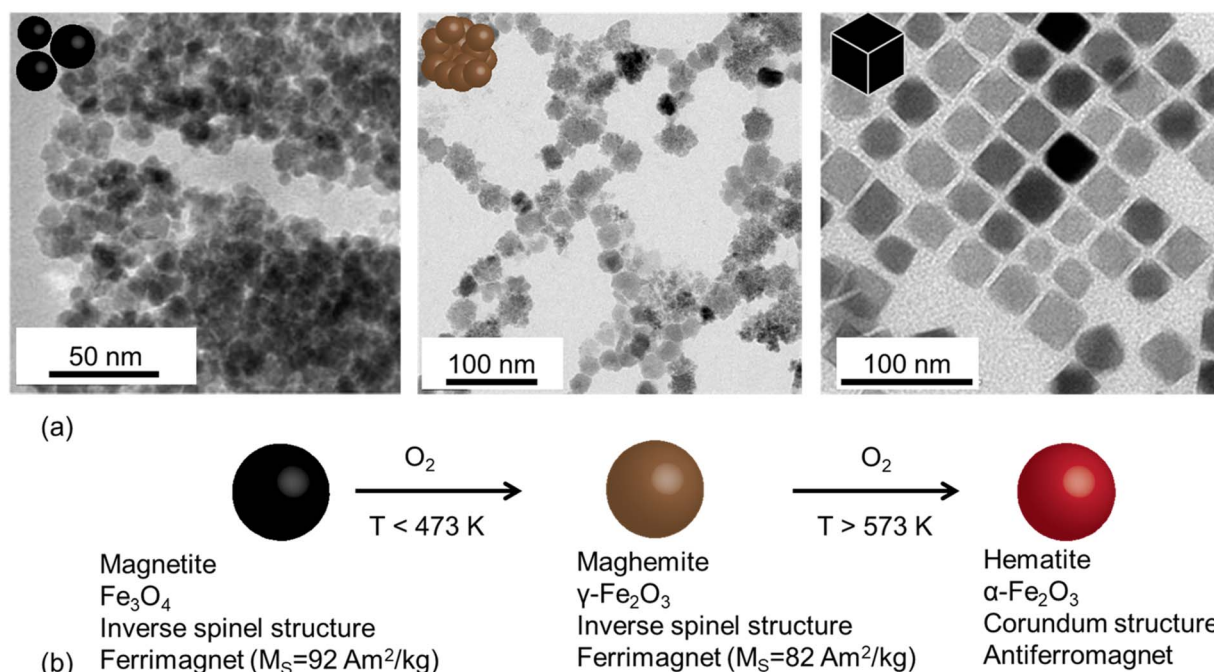 50 nm
100 nm
100 nm
(a)
O₂
O₂
T < 473 K
T > 573 K
Magnetite
Fe₃O₄
Inverse spinel structure
Ferrimagnet (Mₛ=92 Am²/kg)
Maghemite
γ-Fe₂O₃
Inverse spinel structure
Ferrimagnet (Mₛ=82 Am²/kg)
Hematite
α-Fe₂O₃
Corundum structure
Antiferromagnet
(b)